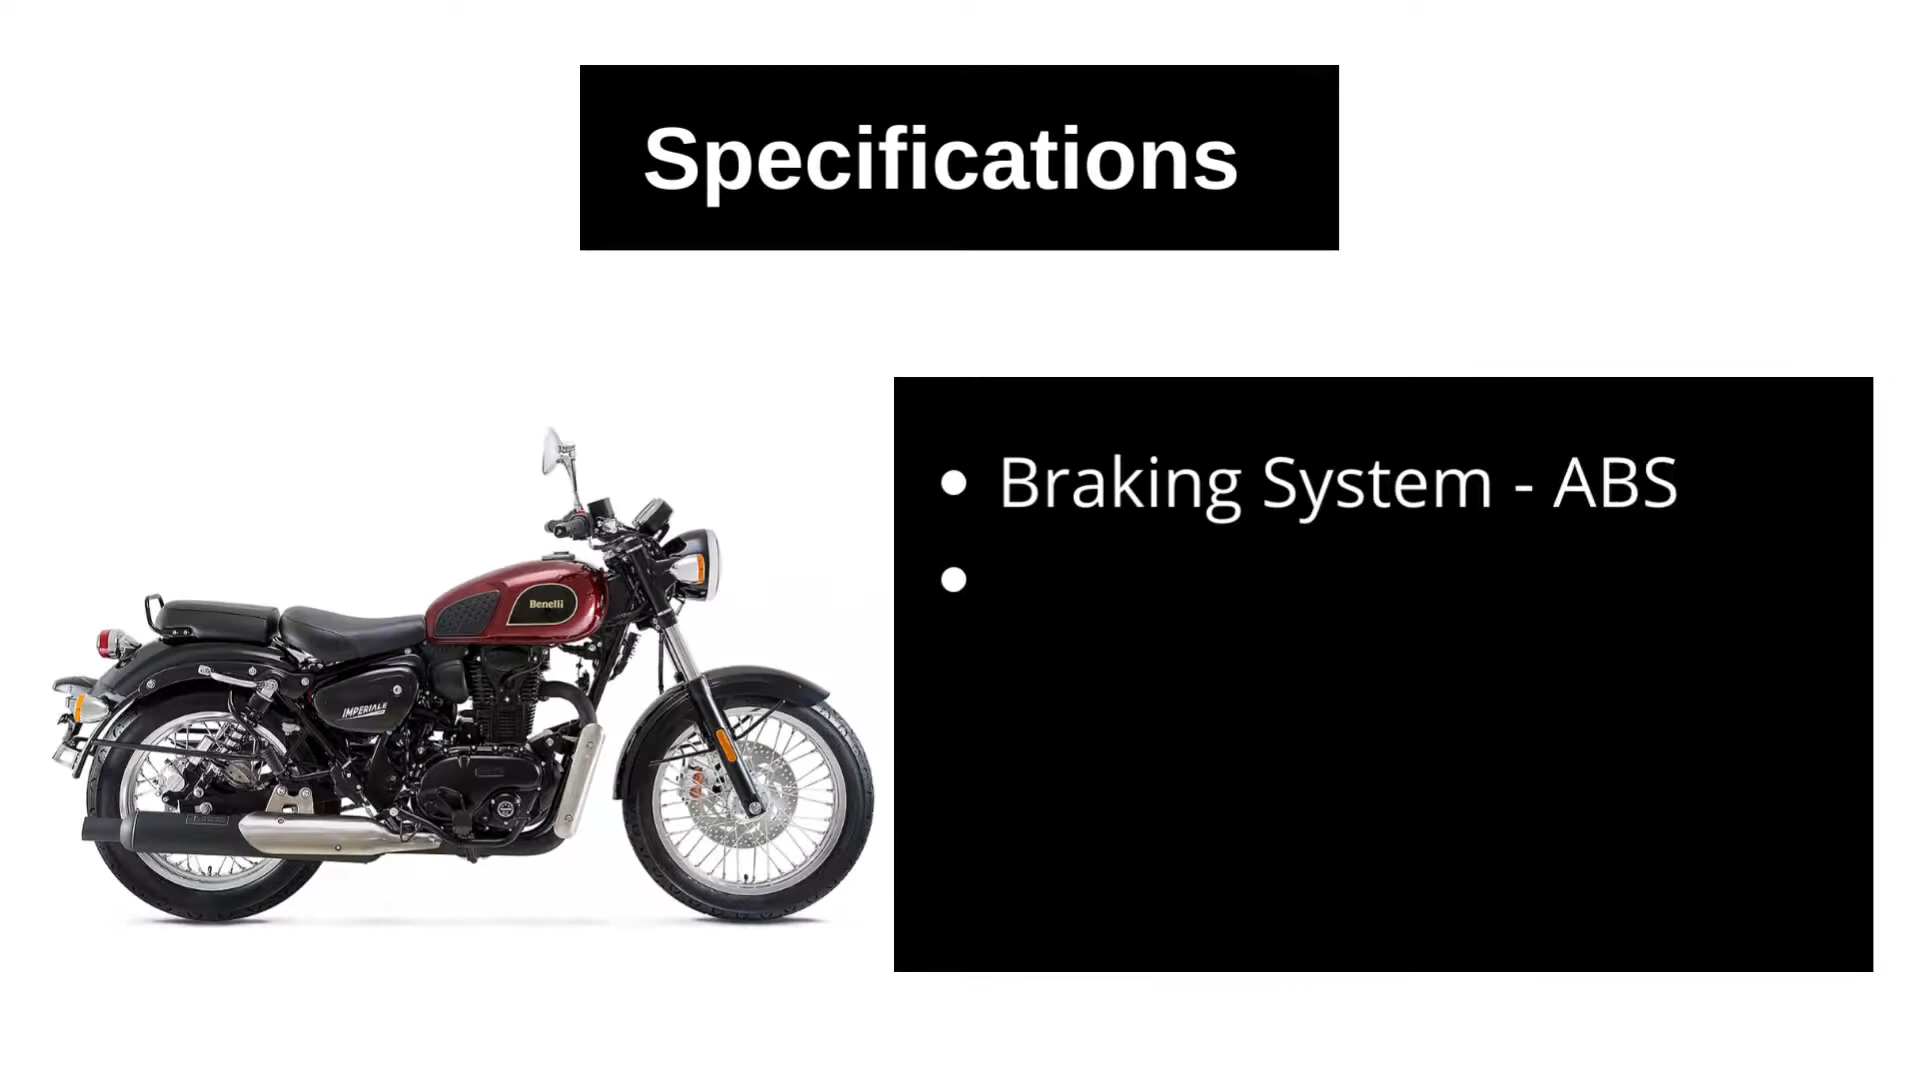 Specifications
• Braking System - ABS
•
Benelli
IMPERIALE